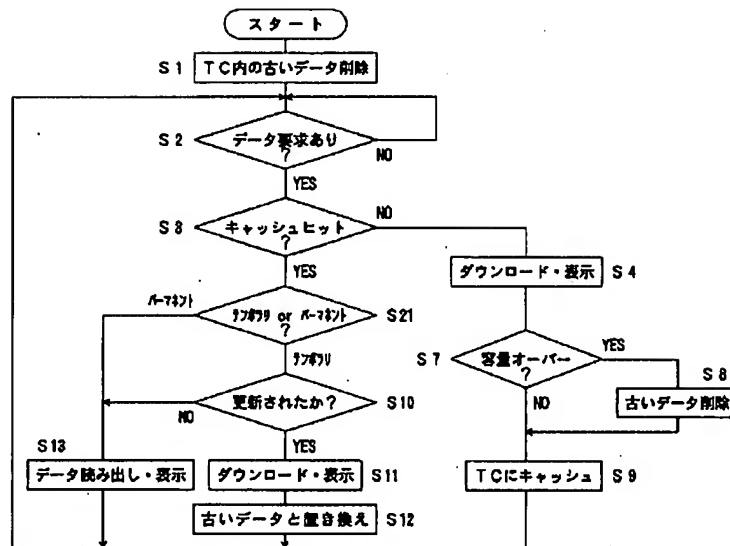 スタート
S1 TC内の古いデータ削除
S2 データ要求あり
?
NO
YES
S3 キャッシュヒット
?
NO
YES
ダウンロード・表示 S4
パーマネント
テンポラリ or パーマネント
?
S21
テンポラリ
S7 容量オーバー
?
YES
S8
古いデータ削除
NO
更新されたか? S10
NO
YES
S13
データ読み出し・表示
ダウンロード・表示 S11
TCにキャッシュ S9
古いデータと置き換え S12